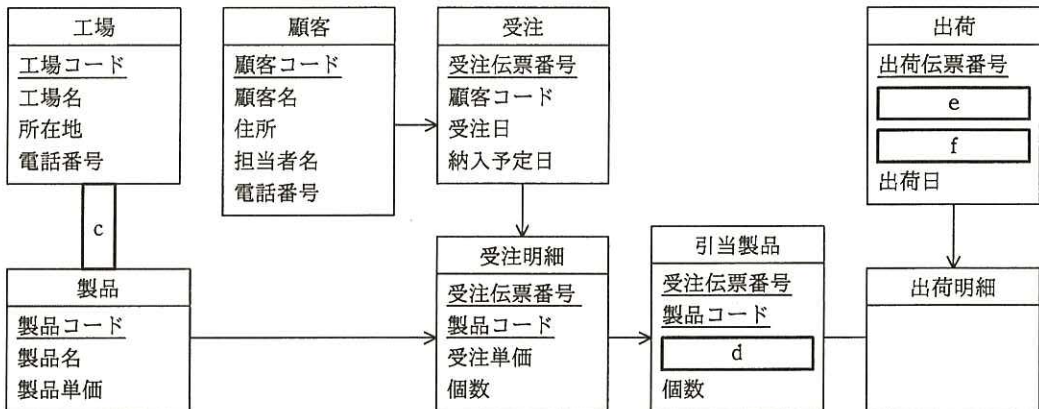 工場
工場コード
工場名
所在地
電話番号
顧客
顧客コード
顧客名
住所
担当者名
電話番号
受注
受注伝票番号
顧客コード
受注日
納入予定日
出荷
出荷伝票番号
e
f
出荷日
c
製品
製品コード
製品名
製品単価
受注明細
受注伝票番号
製品コード
受注単価
個数
引当製品
受注伝票番号
製品コード
d
個数
出荷明細